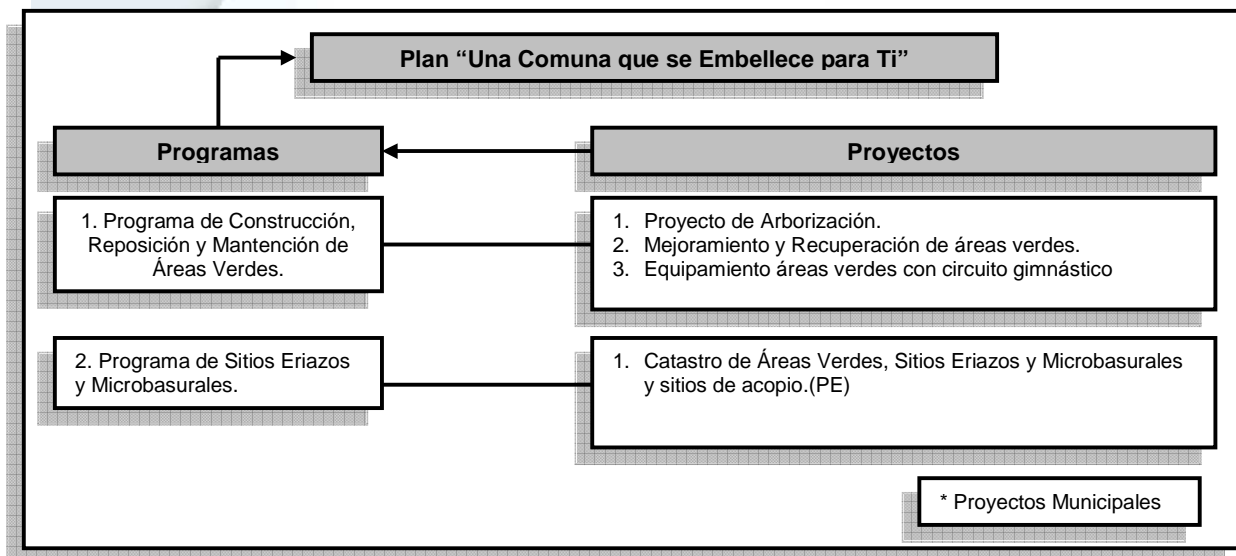 Plan “Una Comuna que se Embellece para Ti”
Programas
Proyectos
1. Programa de Construcción,
Reposición y Mantención de
Áreas Verdes.
1. Proyecto de Arborización.
2. Mejoramiento y Recuperación de áreas verdes.
3. Equipamiento áreas verdes con circuito gimnástico
2. Programa de Sitios Eriazos
y Microbasurales.
1. Catastro de Áreas Verdes, Sitios Eriazos y Microbasurales
y sitios de acopio.(PE)
* Proyectos Municipales